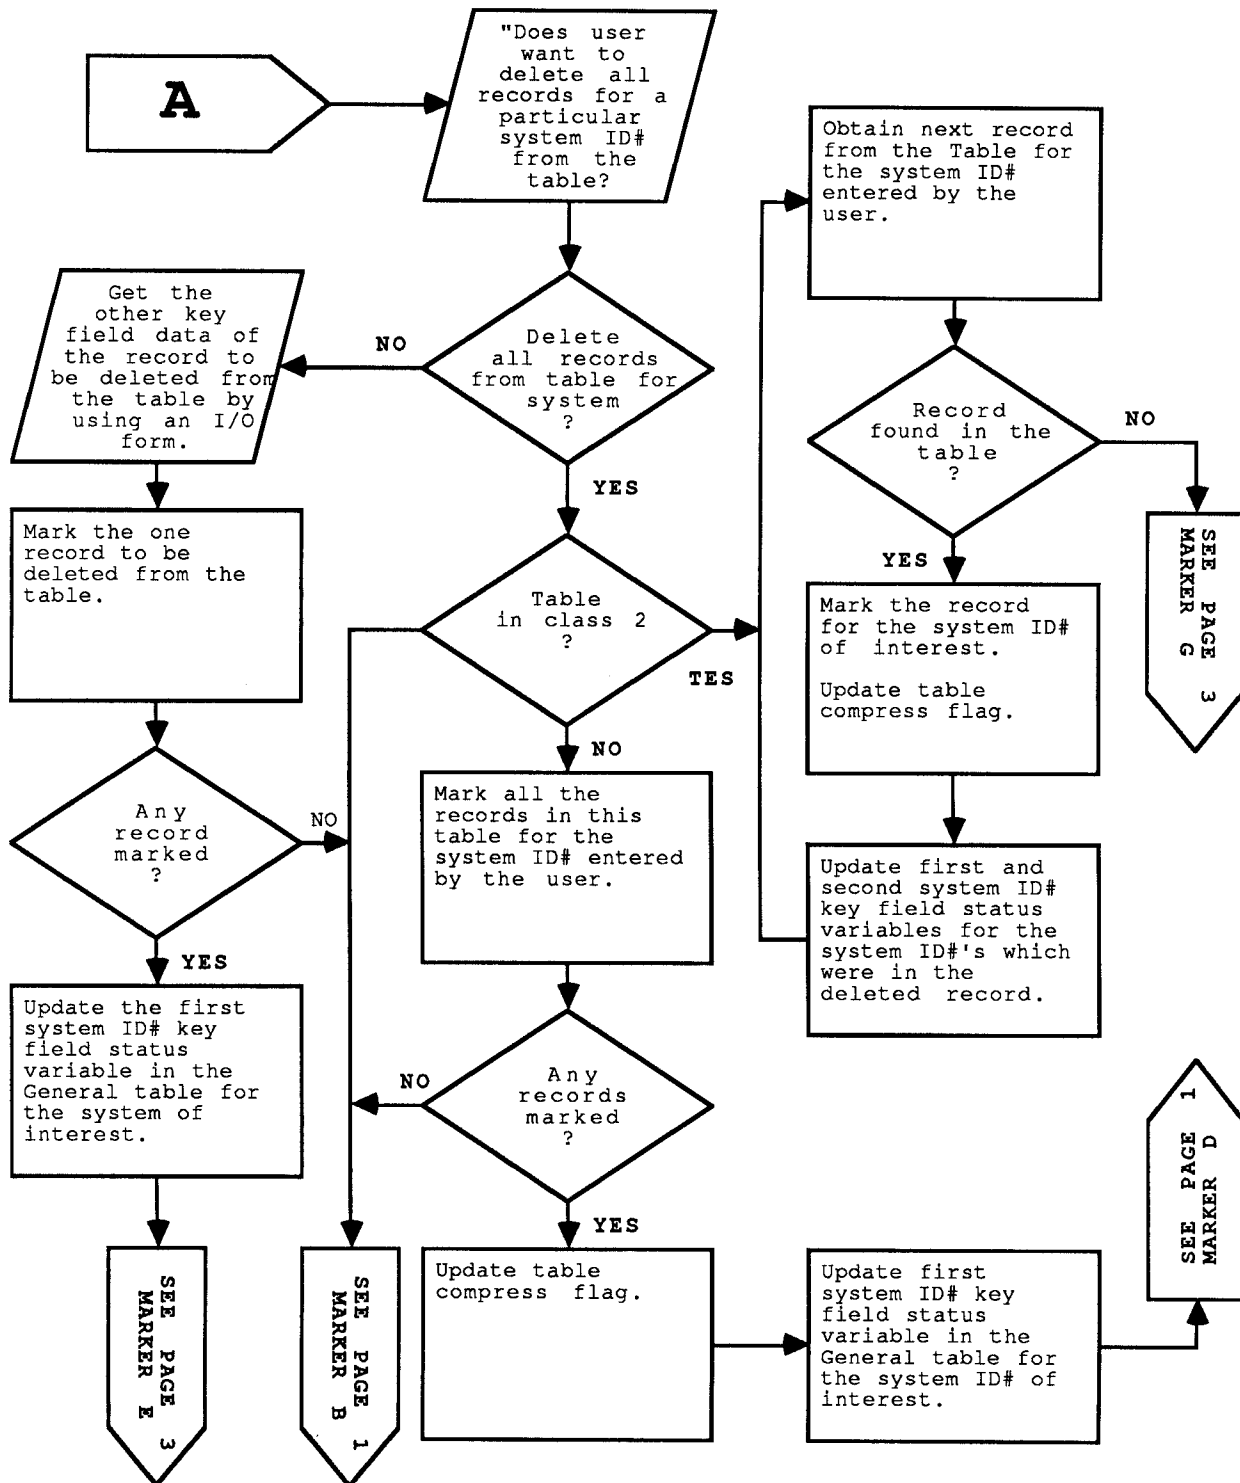 A
"Does user
want to
delete all
records for a
particular
system ID#
from the
table?
Obtain next record
from the Table for
the system ID#
entered by the
user.
Get the
other key
field data of
the record to
be deleted from
the table by
using an I/O
form.
NO
Delete
all records
from table for
system
?
YES
Record
found in the
table
?
NO
YES
SEE PAGE 3
MARKER G
Mark the one
record to be
deleted from the
table.
Table
in class 2
?
TES
NO
Mark the record
for the system ID#
of interest.
Update table
compress flag.
Any
record
marked
?
NO
YES
Mark all the
records in this
table for the
system ID# entered
by the user.
Update first and
second system ID#
key field status
variables for the
system ID#'s which
were in the
deleted record.
Update the first
system ID# key
field status
variable in the
General table for
the system of
interest.
NO
Any
records
marked
?
YES
SEE PAGE 1
MARKER D
SEE PAGE 3
MARKER E
SEE PAGE 1
MARKER B
Update table
compress flag.
Update first
system ID# key
field status
variable in the
General table for
the system ID# of
interest.